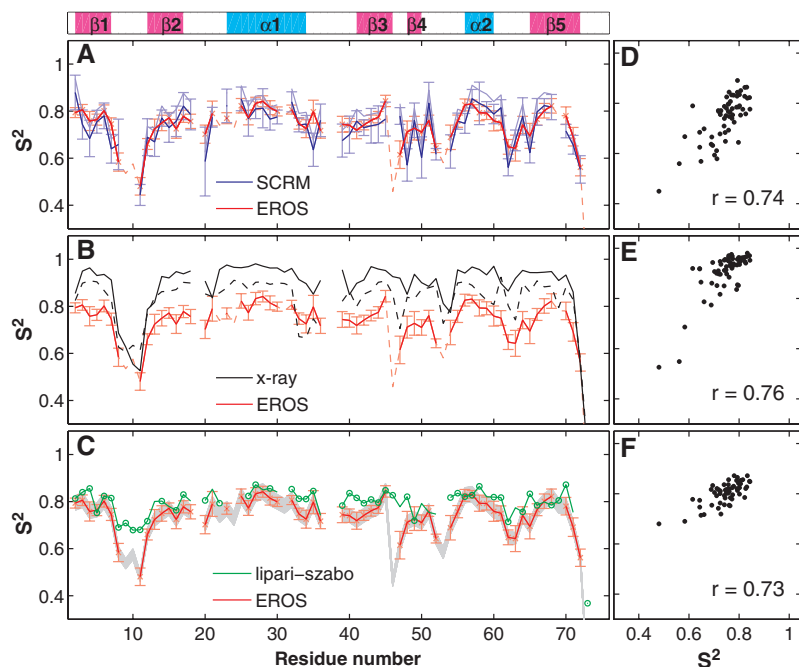 β1 β2 α1 β3 β4 α2 β5
A
S²
0.8
0.6
0.4
SCRM
EROS
D
r = 0.74
B
S²
1
0.8
0.6
0.4
x-ray
EROS
E
r = 0.76
C
S²
1
0.8
0.6
0.4
lipari-szabo
EROS
10 20 30 40 50 60 70
Residue number
F
r = 0.73
0.4 0.6 0.8 1
S²